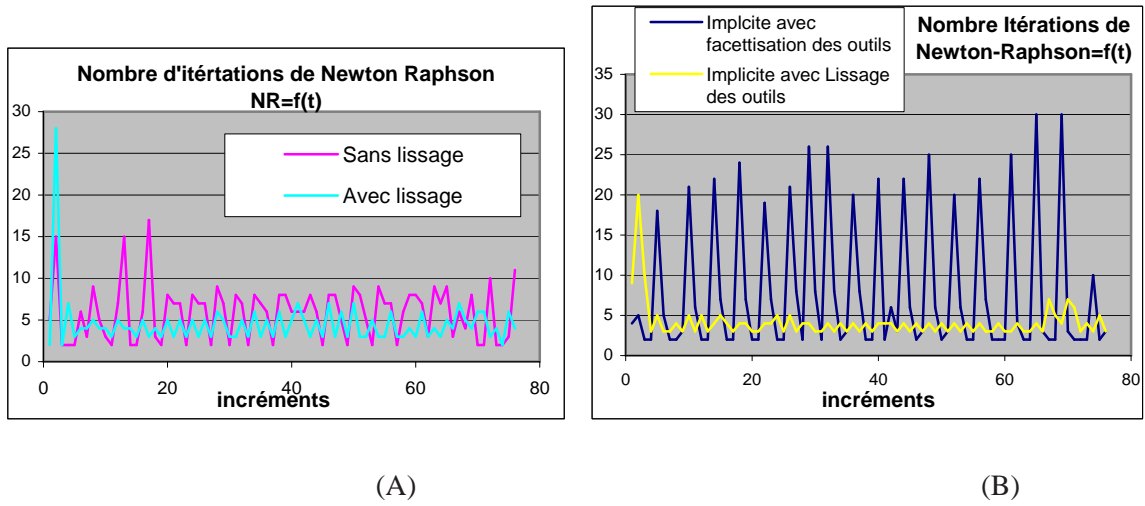 Nombre d'itértations de Newton Raphson
NR=f(t)
30
25
20
15
10
5
0
Sans lissage
Avec lissage
0 20 40 60 80
incréments
(A)
Nombre Itérations de
Newton-Raphson=f(t)
Implcite avec
facettisation des outils
Implicite avec Lissage
des outils
35
30
25
20
15
10
5
0
0 20 40 60 80
incréments
(B)